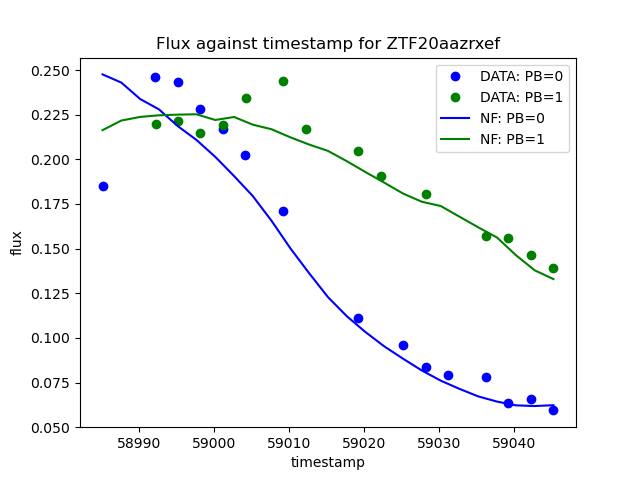 Flux against timestamp for ZTF20aazrxef
DATA: PB=0
DATA: PB=1
NF: PB=0
NF: PB=1
0.250
0.225
0.200
0.175
0.150
0.125
0.100
0.075
0.050
flux
58990 59000 59010 59020 59030 59040
timestamp